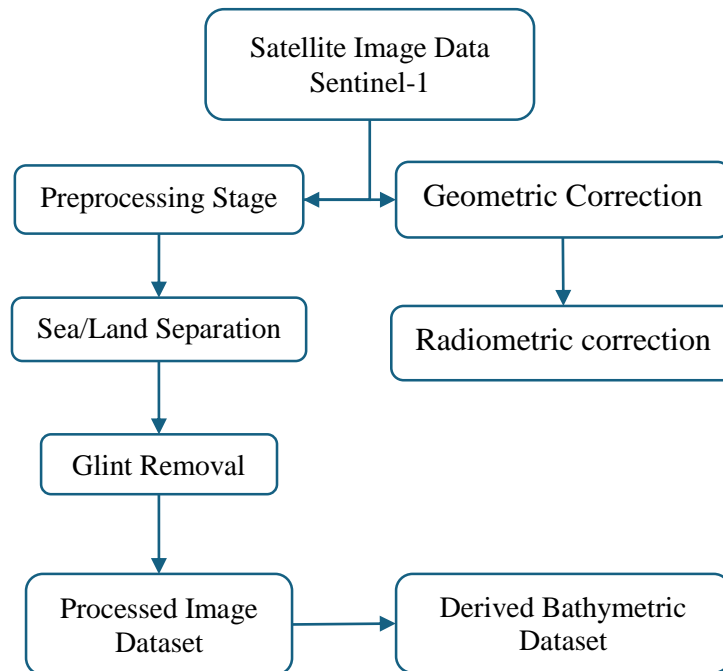 Satellite Image Data
Sentinel-1
Preprocessing Stage
Geometric Correction
Sea/Land Separation
Radiometric correction
Glint Removal
Processed Image
Dataset
Derived Bathymetric
Dataset